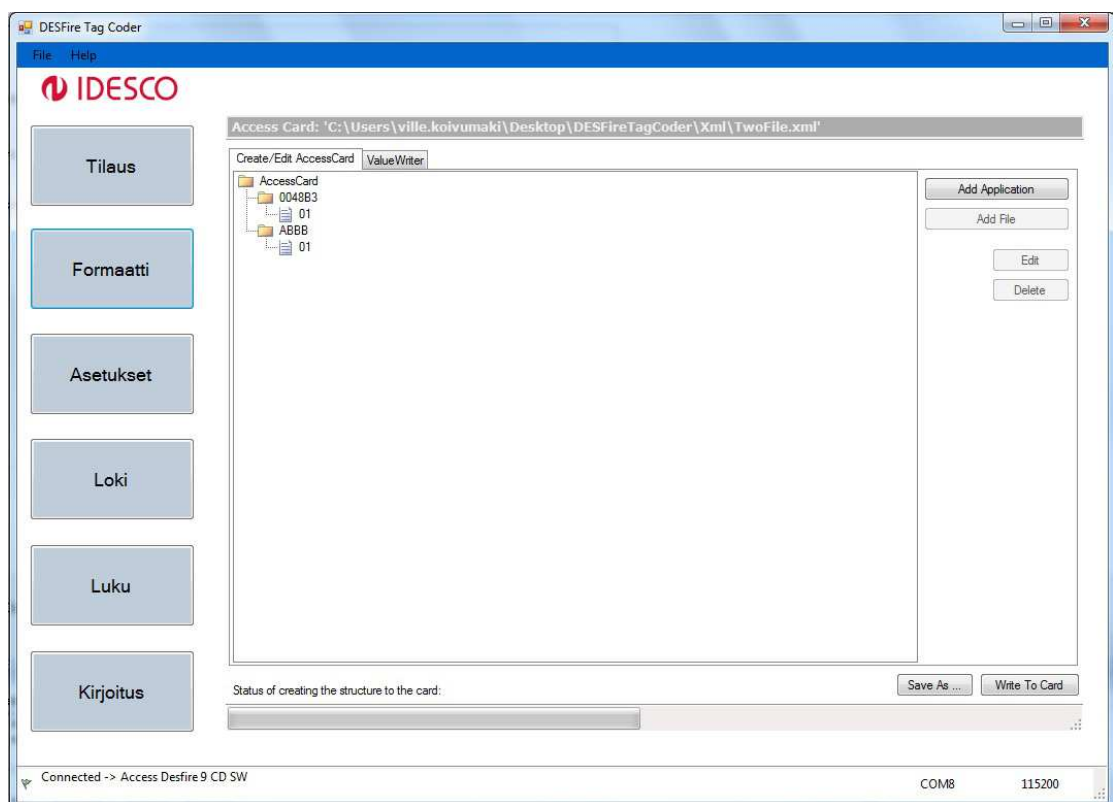 DESFire Tag Coder
File Help
IDESCO
Access Card: 'C:\Users\ville.koivumaki\Desktop\DESFireTagCoder\Xml\TwoFile.xml'
Tilaus
Formaatti
Asetukset
Loki
Luku
Kirjoitus
Create/Edit AccessCard ValueWriter
AccessCard
0048B3
01
ABBB
01
Add Application
Add File
Edit
Delete
Status of creating the structure to the card:
Save As ... Write To Card
Connected -> Access Desfire 9 CD SW COM8 115200